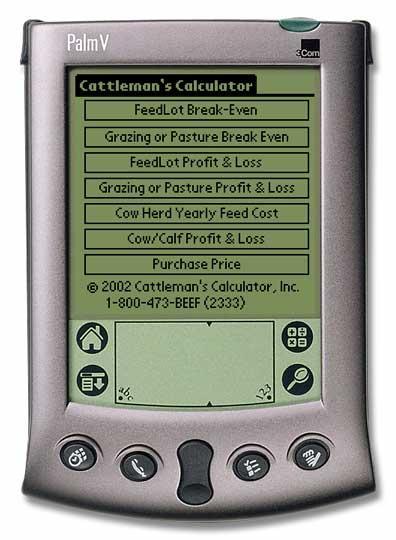 PalmV
3Com
Cattleman's Calculator
FeedLot Break-Even
Grazing or Pasture Break Even
FeedLot Profit & Loss
Grazing or Pasture Profit & Loss
Cow Herd Yearly Feed Cost
Cow/Calf Profit & Loss
Purchase Price
© 2002 Cattleman's Calculator, Inc.
1-800-473-BEEF (2333)
abc
123